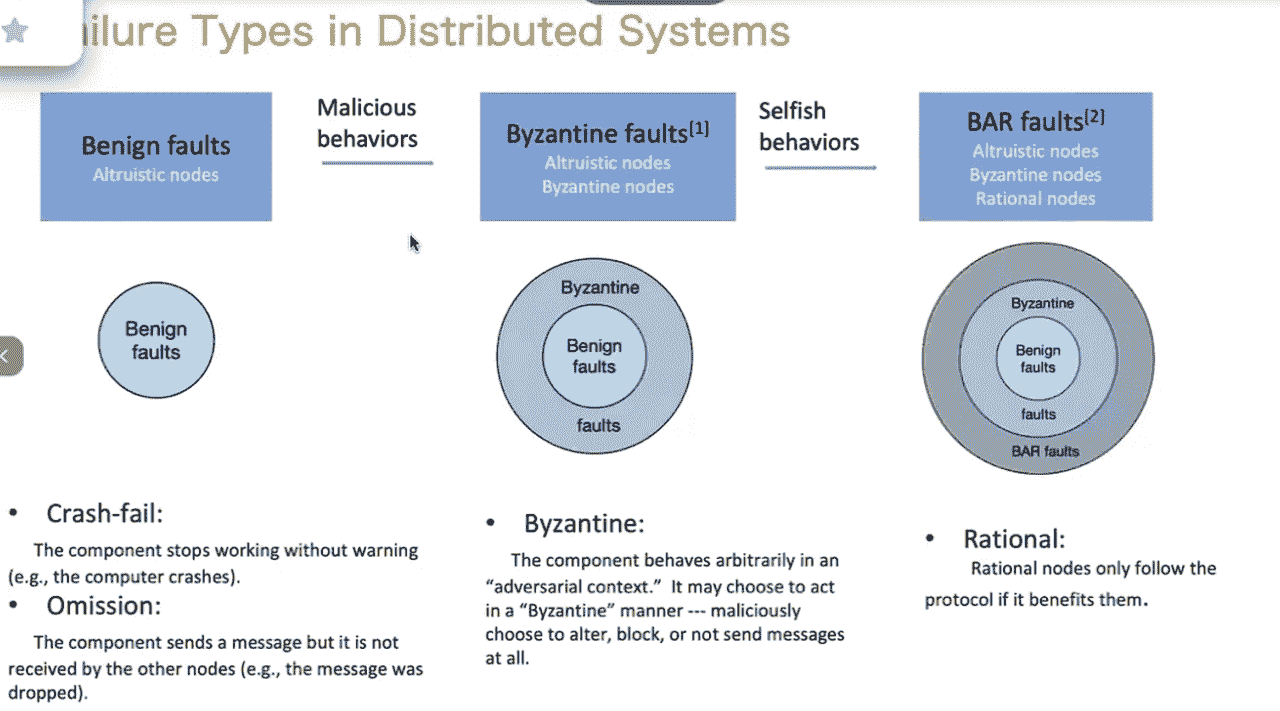 ilure Types in Distributed Systems
Benign faults
Altruistic nodes
Malicious
behaviors
Byzantine faults[1]
Altruistic nodes
Byzantine nodes
Selfish
behaviors
BAR faults[2]
Altruistic nodes
Byzantine nodes
Rational nodes
Benign
faults
Byzantine
Benign
faults
faults
Byzantine
Benign
faults
faults
BAR faults
• Crash-fail:
The component stops working without warning
(e.g., the computer crashes).
• Omission:
The component sends a message but it is not
received by the other nodes (e.g., the message was
dropped).
• Byzantine:
The component behaves arbitrarily in an
“adversarial context.” It may choose to act
in a “Byzantine” manner --- maliciously
choose to alter, block, or not send messages
at all.
• Rational:
Rational nodes only follow the
protocol if it benefits them.